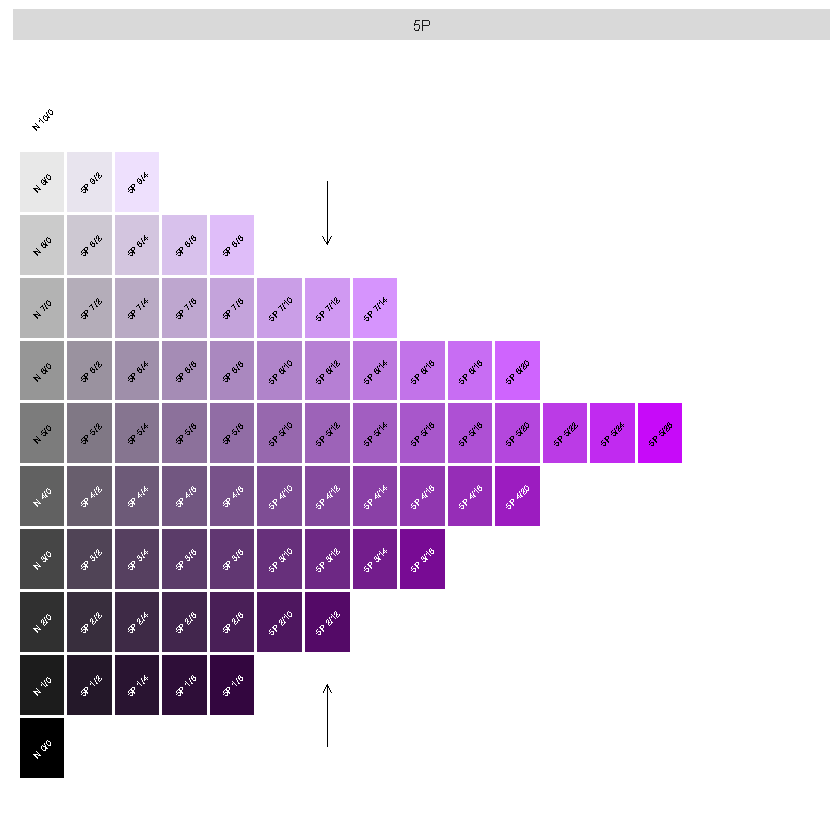 5P
N 10/0
N 9/0 5P 9/2 5P 9/4
N 8/0 5P 8/2 5P 8/4 5P 8/6 5P 8/8
N 7/0 5P 7/2 5P 7/4 5P 7/6 5P 7/8 5P 7/10 5P 7/12 5P 7/14
N 6/0 5P 6/2 5P 6/4 5P 6/6 5P 6/8 5P 6/10 5P 6/12 5P 6/14 5P 6/16 5P 6/18 5P 6/20
N 5/0 5P 5/2 5P 5/4 5P 5/6 5P 5/8 5P 5/10 5P 5/12 5P 5/14 5P 5/16 5P 5/18 5P 5/20 5P 5/22 5P 5/24 5P 5/26
N 4/0 5P 4/2 5P 4/4 5P 4/6 5P 4/8 5P 4/10 5P 4/12 5P 4/14 5P 4/16 5P 4/18 5P 4/20
N 3/0 5P 3/2 5P 3/4 5P 3/6 5P 3/8 5P 3/10 5P 3/12 5P 3/14 5P 3/16
N 2/0 5P 2/2 5P 2/4 5P 2/6 5P 2/8 5P 2/10 5P 2/12
N 1/0 5P 1/2 5P 1/4 5P 1/6 5P 1/8
N 0/0